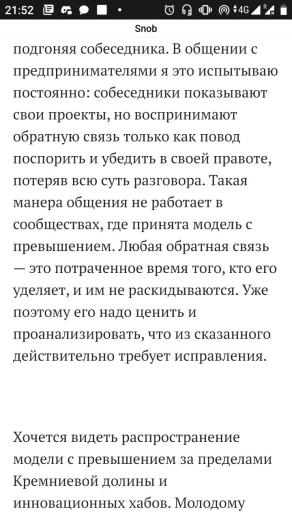 21:52
4G
Snob
подгоняя собеседника. В общении с
предпринимателями я это испытываю
постоянно: собеседники показывают
свои проекты, но воспринимают
обратную связь только как повод
поспорить и убедить в своей правоте,
потеряв всю суть разговора. Такая
манера общения не работает в
сообществах, где принята модель с
превышением. Любая обратная связь
— это потраченное время того, кто его
уделяет, и им не раскидываются. Уже
поэтому его надо ценить и
проанализировать, что из сказанного
действительно требует исправления.
Хочется видеть распространение
модели с превышением за пределами
Кремниевой долины и
инновационных хабов. Молодому